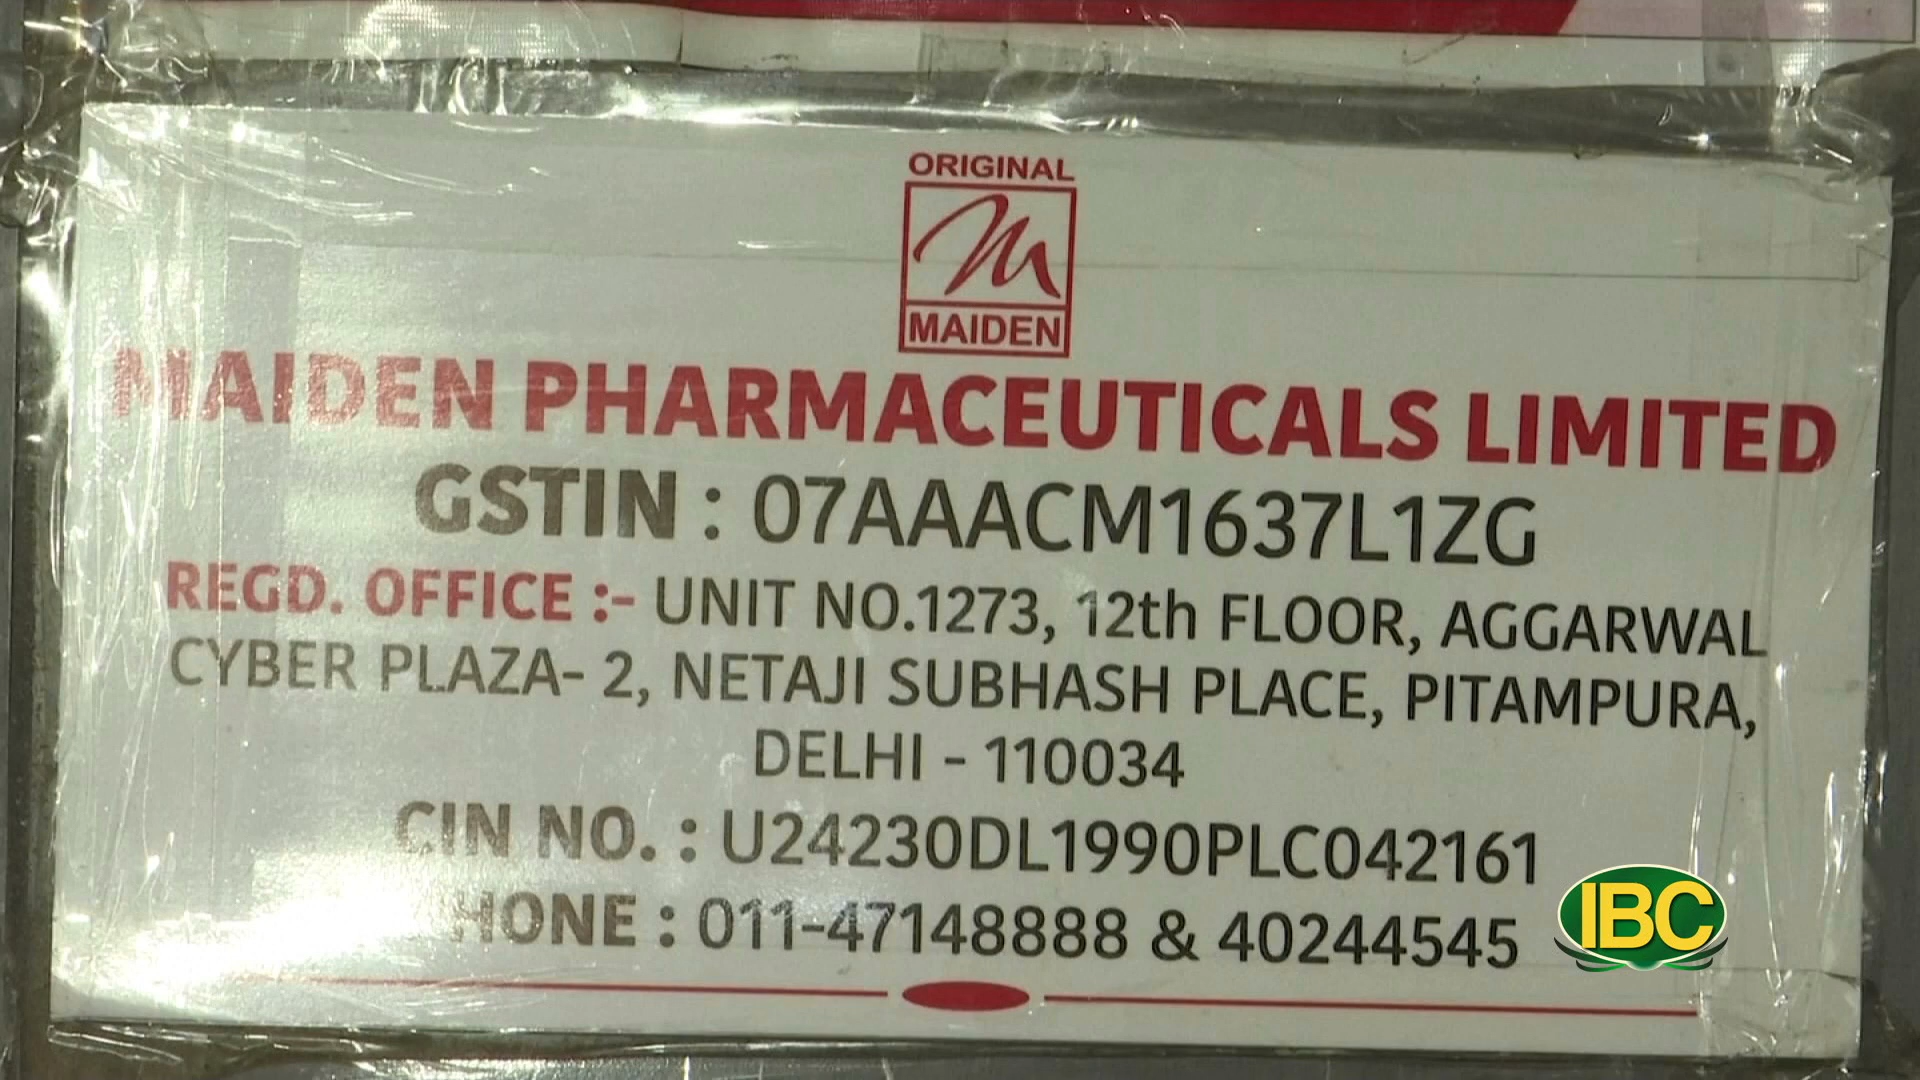 ORIGINAL
MAIDEN
MAIDEN PHARMACEUTICALS LIMITED
GSTIN : 07AAACM1637L1ZG
REGD. OFFICE :- UNIT NO.1273, 12th FLOOR, AGGARWAL
CYBER PLAZA- 2, NETAJI SUBHASH PLACE, PITAMPURA,
DELHI - 110034
CIN NO. : U24230DL1990PLC042161
PHONE : 011-47148888 & 40244545
IBC